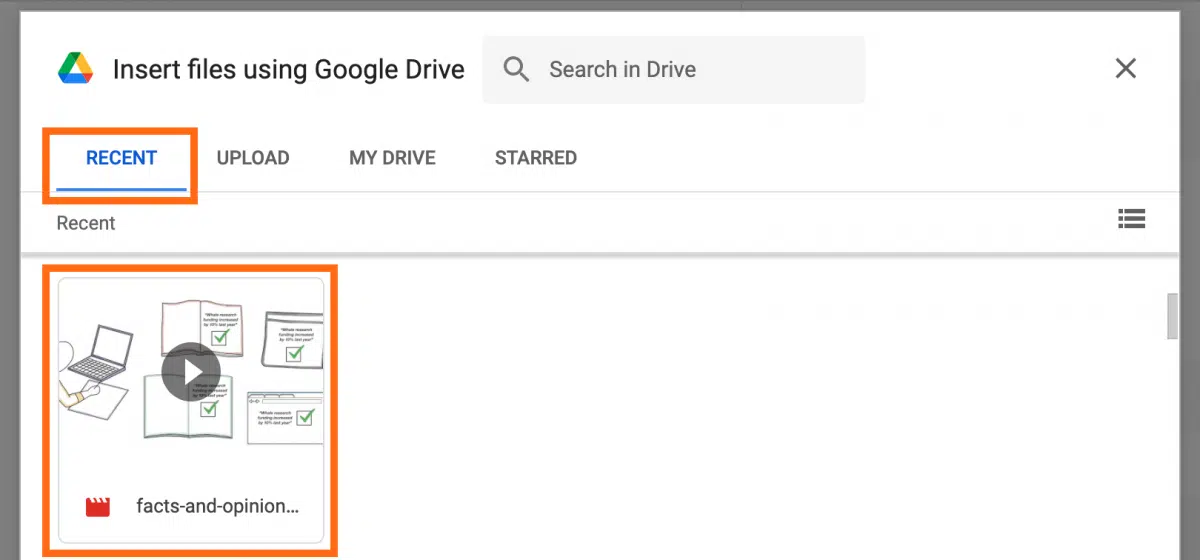 Insert files using Google Drive
Search in Drive
RECENT
UPLOAD
MY DRIVE
STARRED
Recent
"Whale research
funding increased
by 10% last year"
"Whale research
funding increased
by 10% last year"
"Whale research
funding increased
by 10% last year"
"Whale research
funding increased
by 10% last year"
facts-and-opinion...